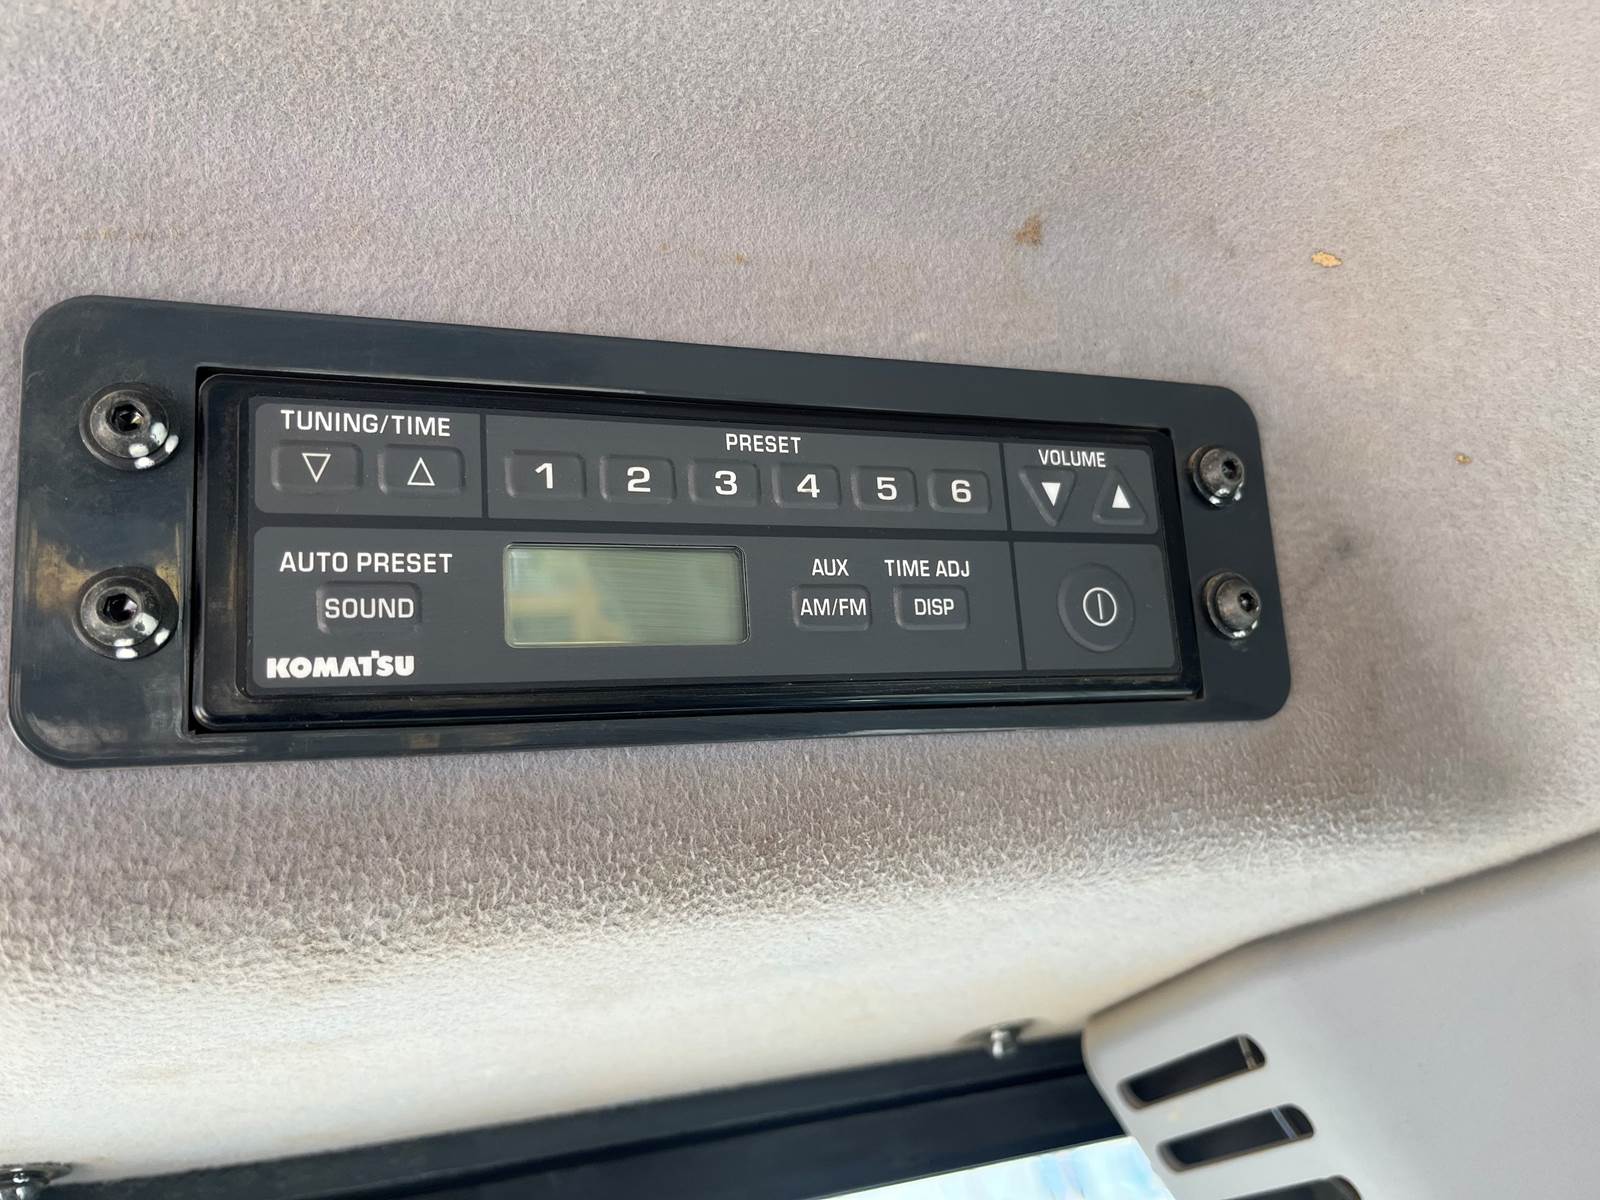 TUNING/TIME
PRESET
1 2 3 4 5 6
VOLUME
AUTO PRESET
SOUND
AUX
AM/FM
TIME ADJ
DISP
KOMATSU